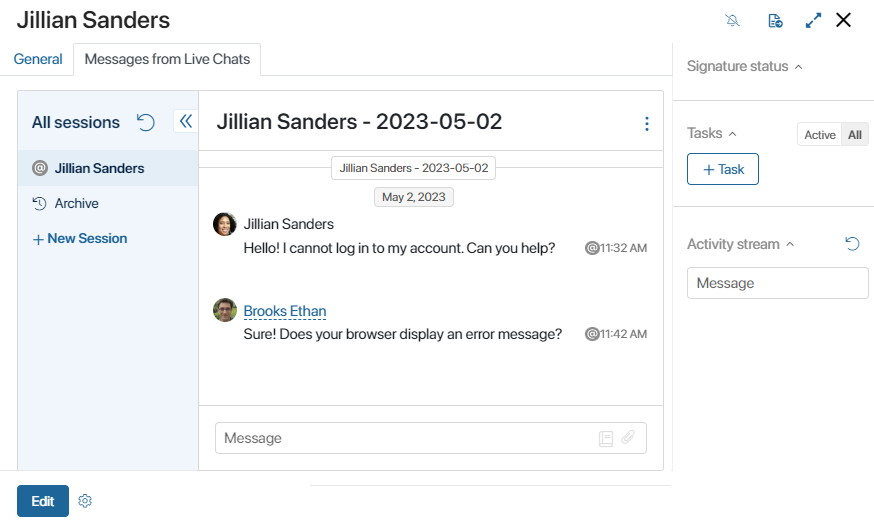 Jillian Sanders
General
Messages from Live Chats
All sessions
Jillian Sanders
Archive
+ New Session
Jillian Sanders - 2023-05-02
Jillian Sanders - 2023-05-02
May 2, 2023
Jillian Sanders
Hello! I cannot log in to my account. Can you help? @11:32 AM
Brooks Ethan
Sure! Does your browser display an error message? @11:42 AM
Message
Signature status
Tasks
Active All
+ Task
Activity stream
Message
Edit